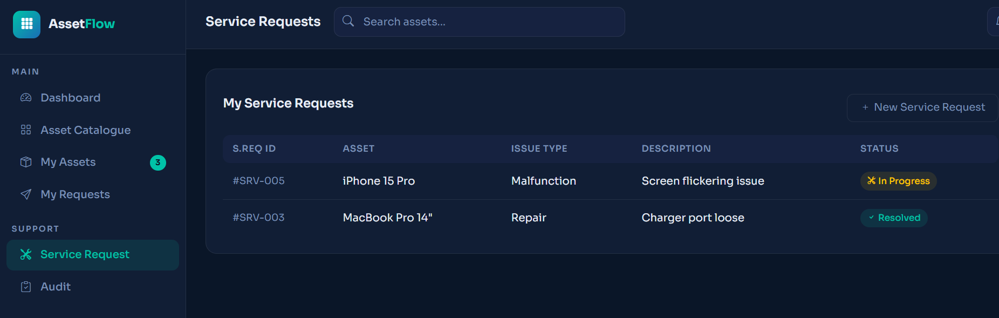 AssetFlow
Service Requests
Search assets...
MAIN
Dashboard
Asset Catalogue
My Assets 3
My Requests
SUPPORT
Service Request
Audit
My Service Requests
+ New Service Request
S.REQ ID ASSET ISSUE TYPE DESCRIPTION STATUS
#SRV-005 iPhone 15 Pro Malfunction Screen flickering issue In Progress
#SRV-003 MacBook Pro 14" Repair Charger port loose Resolved